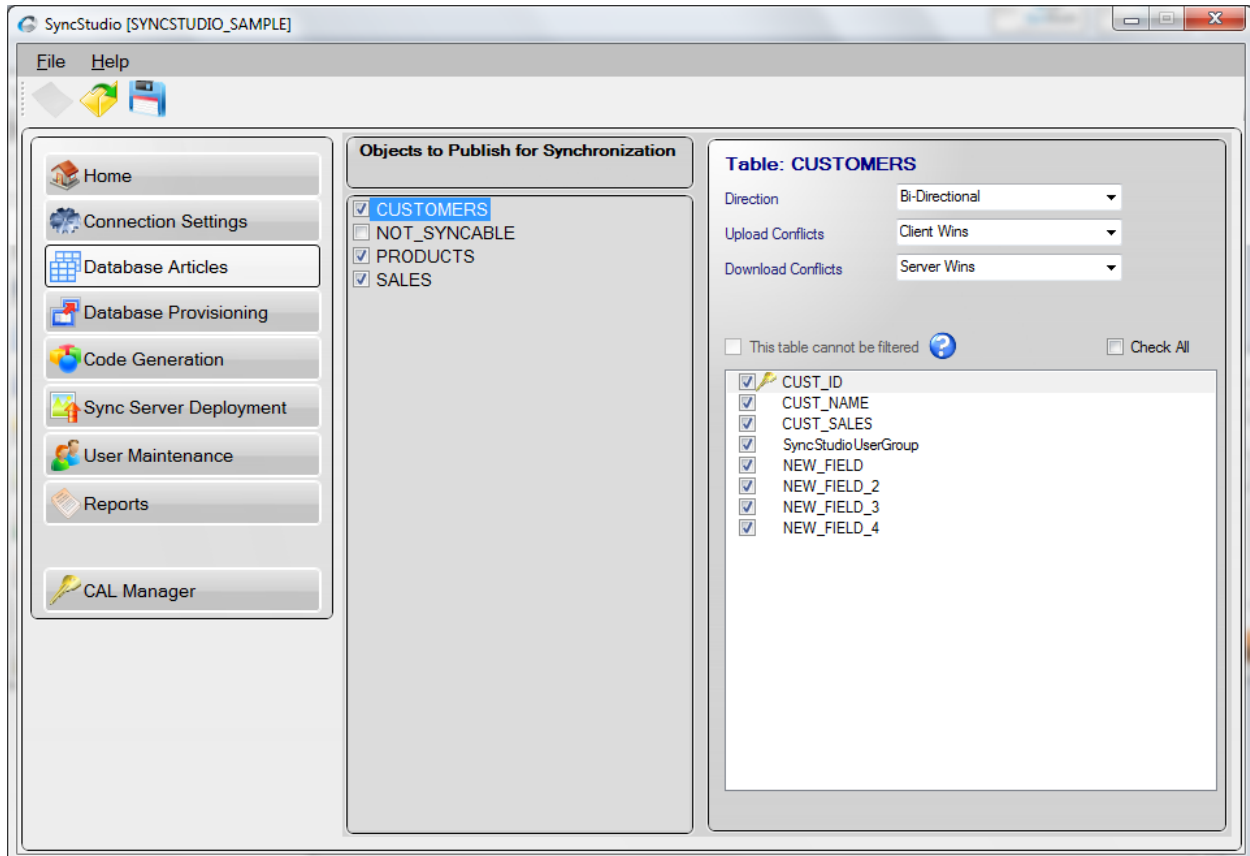 SyncStudio [SYNCSTUDIO_SAMPLE]
File Help
Home
Connection Settings
Database Articles
Database Provisioning
Code Generation
Sync Server Deployment
User Maintenance
Reports
CAL Manager
Objects to Publish for Synchronization
CUSTOMERS
NOT_SYNCABLE
PRODUCTS
SALES
Table: CUSTOMERS
Direction Bi-Directional
Upload Conflicts Client Wins
Download Conflicts Server Wins
This table cannot be filtered ? Check All
CUST_ID
CUST_NAME
CUST_SALES
SyncStudioUserGroup
NEW_FIELD
NEW_FIELD_2
NEW_FIELD_3
NEW_FIELD_4